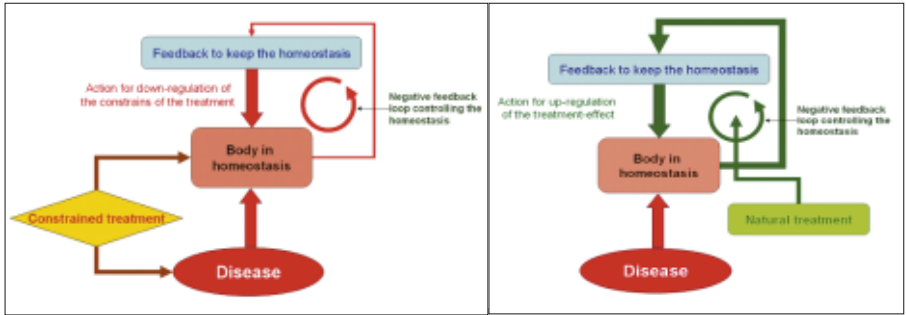 Feedback to keep the homeostasis
Action for down-regulation of
the constrains of the treatment
Negative feedback
loop controlling the
homeostasis
Body in
homeostasis
Constrained treatment
Disease
Feedback to keep the homeostasis
Action for up-regulation
of the treatment-effect
Negative feedback
loop controlling the
homeostasis
Body in
homeostasis
Natural treatment
Disease